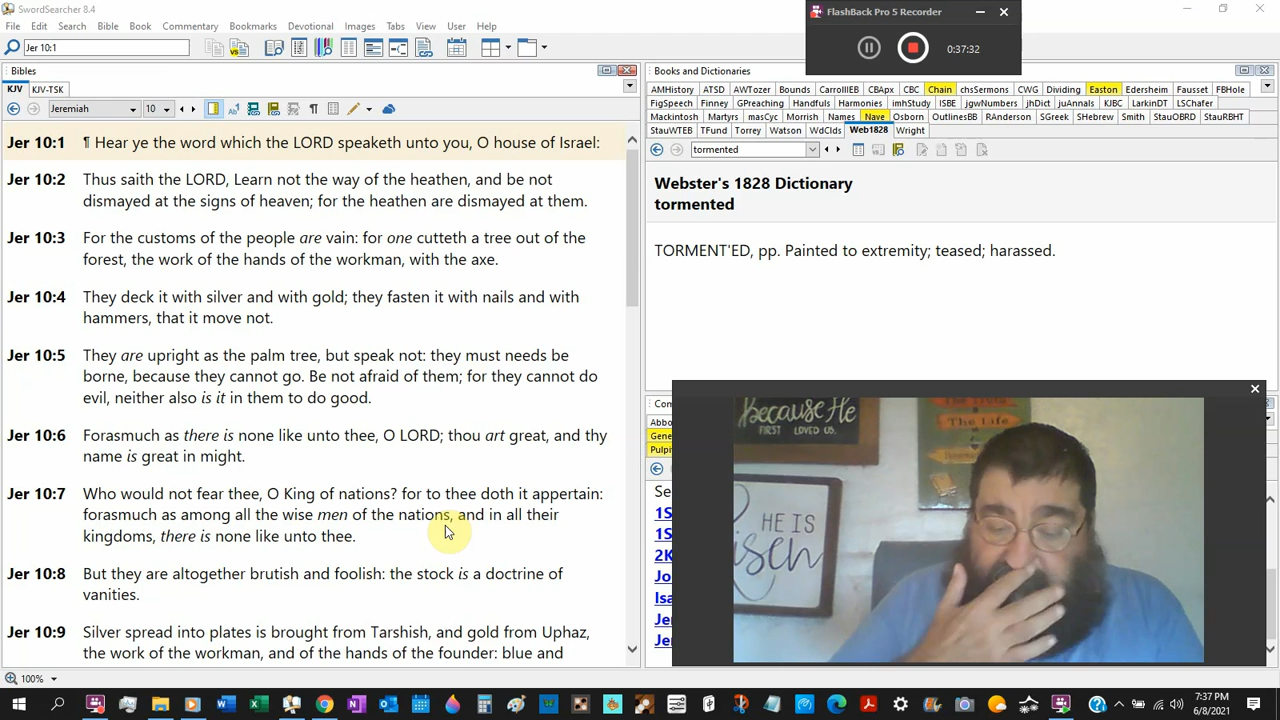 SwordSearcher 8.4
File Edit Search Bible Book Commentary Bookmarks Devotional Images Tabs View User Help
Jer 10:1
FlashBack Pro 5 Recorder
00:37:32
Bibles
KJV KJV-TSK
Jeremiah 10
Jer 10:1 ¶ Hear ye the word which the LORD speaketh unto you, O house of Israel:
Jer 10:2 Thus saith the LORD, Learn not the way of the heathen, and be not
dismayed at the signs of heaven; for the heathen are dismayed at them.
Jer 10:3 For the customs of the people are vain: for one cutteth a tree out of the
forest, the work of the hands of the workman, with the axe.
Jer 10:4 They deck it with silver and with gold; they fasten it with nails and with
hammers, that it move not.
Jer 10:5 They are upright as the palm tree, but speak not: they must needs be
borne, because they cannot go. Be not afraid of them; for they cannot do
evil, neither also is it in them to do good.
Jer 10:6 Forasmuch as there is none like unto thee, O LORD; thou art great, and thy
name is great in might.
Jer 10:7 Who would not fear thee, O King of nations? for to thee doth it appertain:
forasmuch as among all the wise men of the nations, and in all their
kingdoms, there is none like unto thee.
Jer 10:8 But they are altogether brutish and foolish: the stock is a doctrine of
vanities.
Jer 10:9 Silver spread into plates is brought from Tarshish, and gold from Uphaz,
the work of the workman, and of the hands of the founder: blue and
100%
Books and Dictionaries
AMHistory ATSD AWTozer Bounds CarrollIEB CBApx CBC Chain chsSermons CWG Dividing Easton Edersheim Fausset FBHole
FigSpeech Finney GPreaching Handfuls Harmonies imhStudy ISBE jgwNumbers jhDict juAnnals KJBC LarkinDT LSChafer
Mackintosh Martyrs masCyc Morrish Names Nave Osborn OutlinesBB RAnderson SGreek SHebrew Smith StauOBRD StauRBHT
StauWTEB TFund Torrey Watson WdClds Web1828 Wright
tormented
Webster's 1828 Dictionary
tormented
TORMENT'ED, pp. Painted to extremity; teased; harassed.
Con
Abbo
Gene
Pulpi
Se
1S
1S
2K
Jo
Isa
Je
Je
because He
FIRST LOVED US.
The Life
HE IS
Risen
7:37 PM
6/8/2021